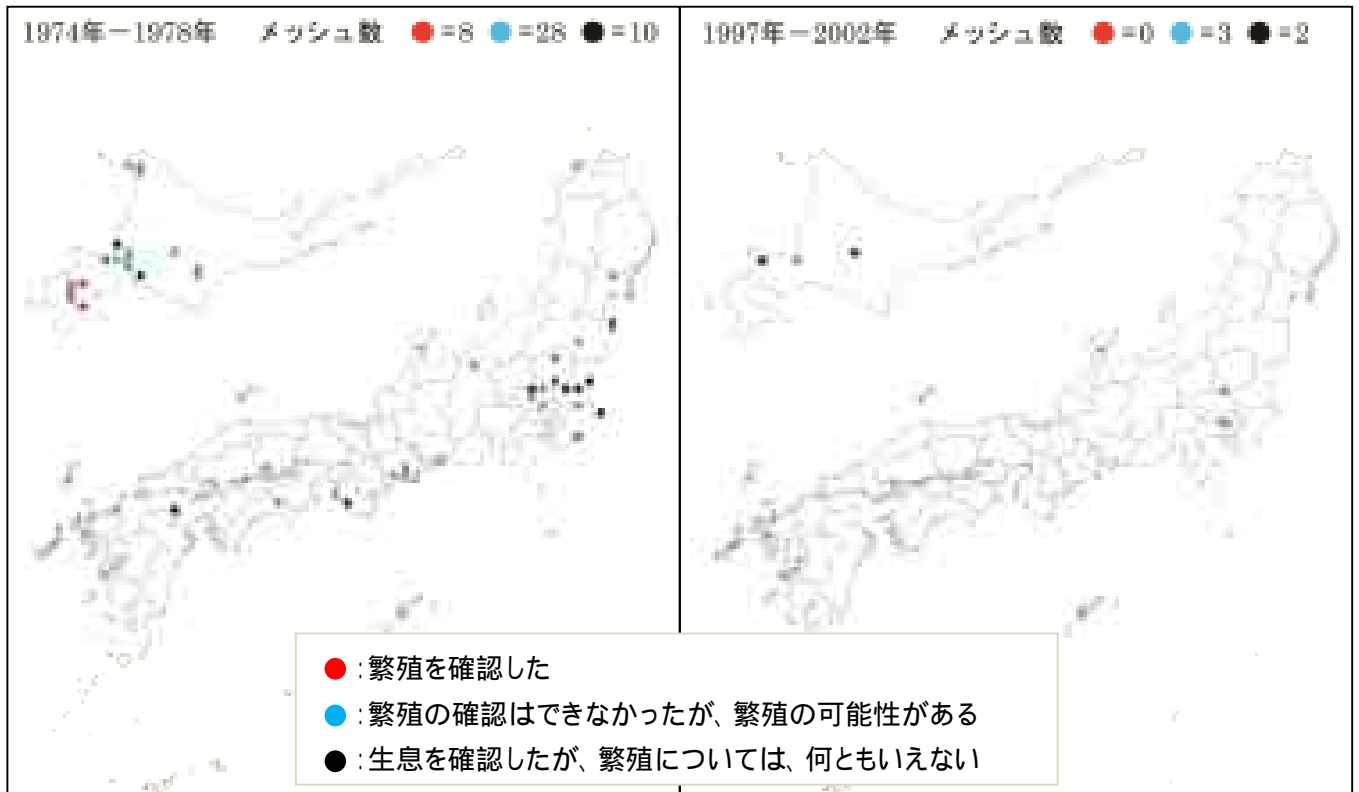 1974年－1978年 メッシュ数 ●=8 ●=28 ●=10
1997年－2002年 メッシュ数 ●=0 ●=3 ●=2
●：繁殖を確認した
●：繁殖の確認はできなかったが、繁殖の可能性がある
●：生息を確認したが、繁殖については、何ともいえない